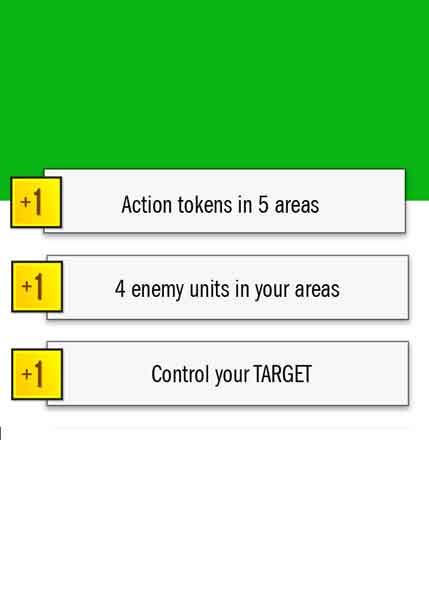 +1 Action tokens in 5 areas
+1 4 enemy units in your areas
+1 Control your TARGET